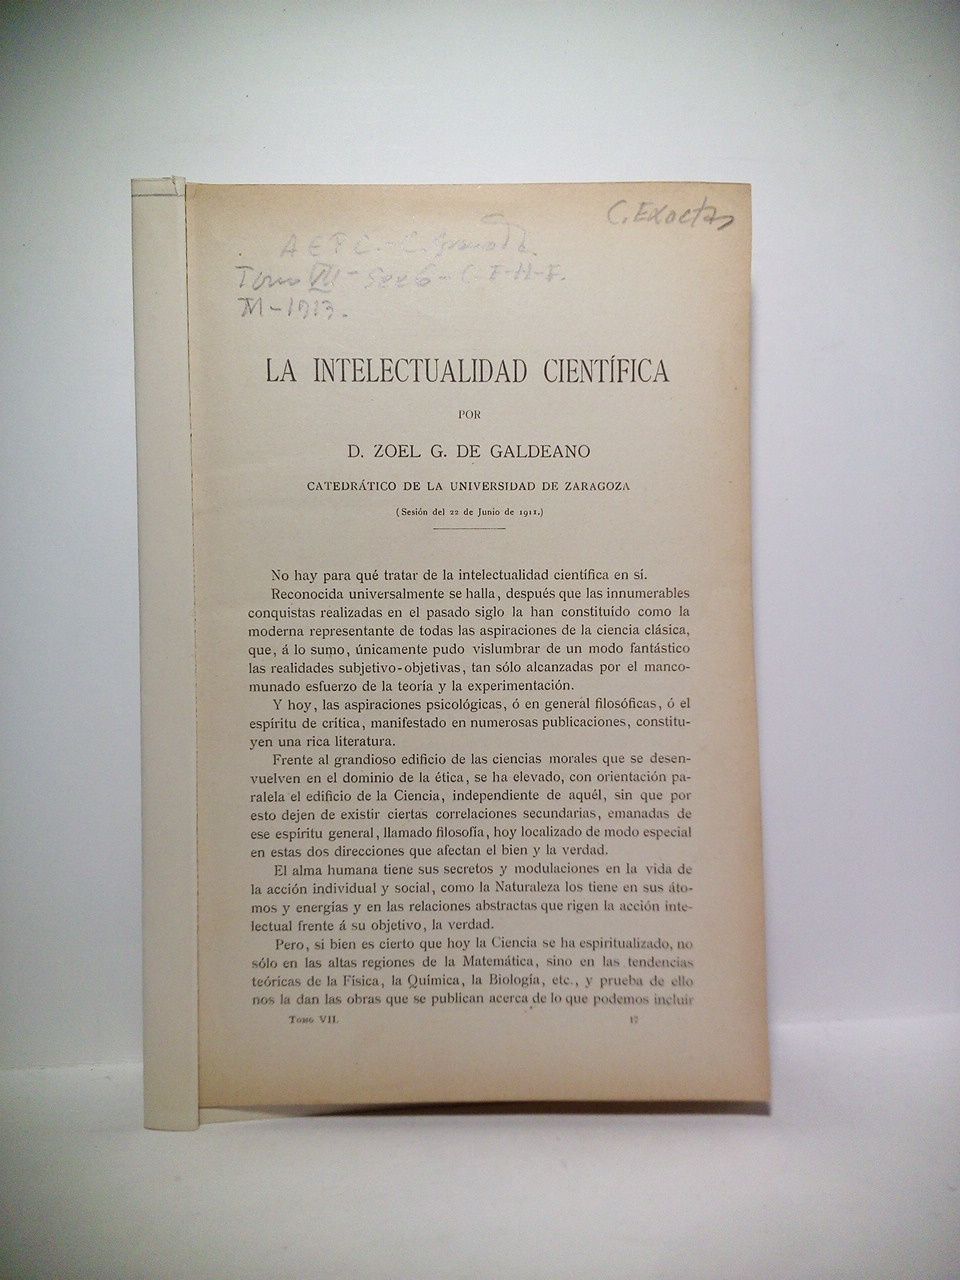 C. Exactas
A E P C. - C. Granada
Tomo VII - Sec 6 - C. F-H-F.
M - 1913.
LA INTELECTUALIDAD CIENTÍFICA
POR
D. ZOEL G. DE GALDEANO
CATEDRÁTICO DE LA UNIVERSIDAD DE ZARAGOZA
(Sesión del 22 de Junio de 1911.)
No hay para qué tratar de la intelectualidad científica en sí.
Reconocida universalmente se halla, después que las innumerables
conquistas realizadas en el pasado siglo la han constituído como la
moderna representante de todas las aspiraciones de la ciencia clásica,
que, á lo sumo, únicamente pudo vislumbrar de un modo fantástico
las realidades subjetivo-objetivas, tan sólo alcanzadas por el manco-
munado esfuerzo de la teoría y la experimentación.
Y hoy, las aspiraciones psicológicas, ó en general filosóficas, ó el
espíritu de crítica, manifestado en numerosas publicaciones, constitu-
yen una rica literatura.
Frente al grandioso edificio de las ciencias morales que se desen-
vuelven en el dominio de la ética, se ha elevado, con orientación pa-
ralela el edificio de la Ciencia, independiente de aquél, sin que por
esto dejen de existir ciertas correlaciones secundarias, emanadas de
ese espíritu general, llamado filosofía, hoy localizado de modo especial
en estas dos direcciones que afectan el bien y la verdad.
El alma humana tiene sus secretos y modulaciones en la vida de
la acción individual y social, como la Naturaleza los tiene en sus áto-
mos y energías y en las relaciones abstractas que rigen la acción inte-
lectual frente á su objetivo, la verdad.
Pero, si bien es cierto que hoy la Ciencia se ha espiritualizado, no
sólo en las altas regiones de la Matemática, sino en las tendencias
teóricas de la Física, la Química, la Biología, etc., y prueba de ello
nos la dan las obras que se publican acerca de lo que podemos incluir
Tomo VII.